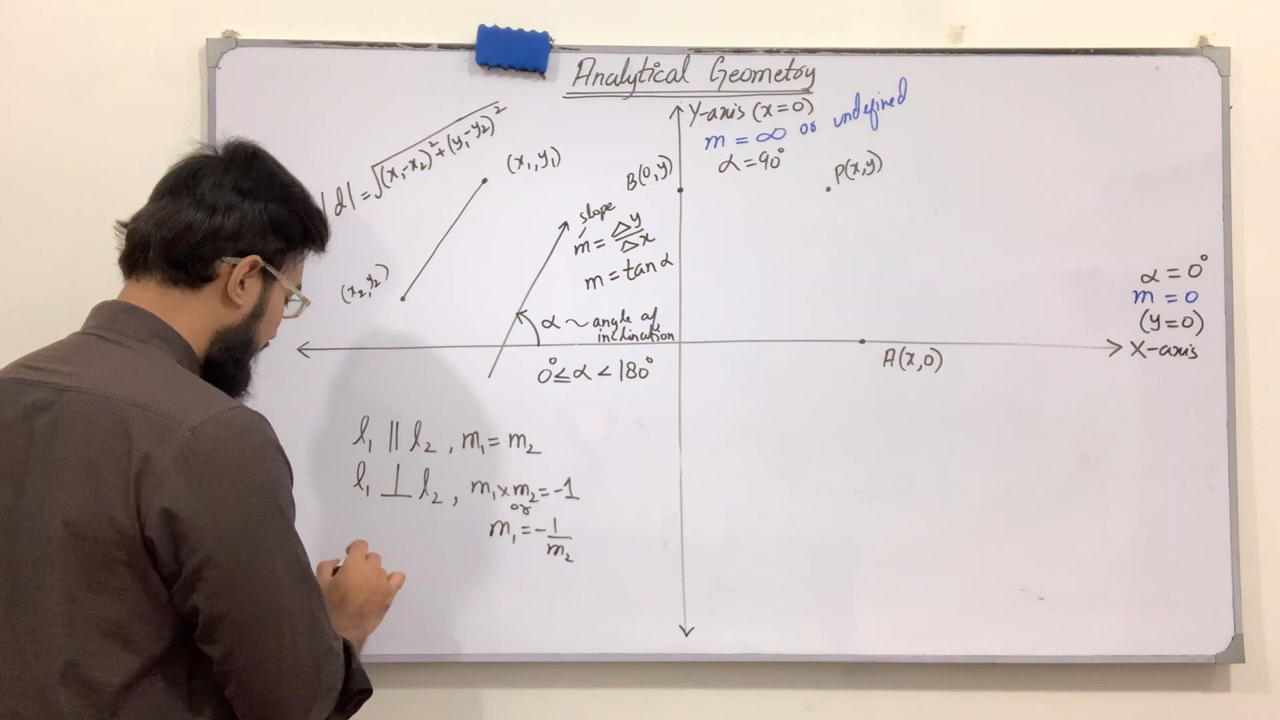 Analytical Geometry
|d| = √(x₁-x₂)²+(y₁-y₂)²
(x₁,y₁)
(x₂,y₂)
slope
m = △y/△x
m = tan α
α ~ angle of
inclination
0° ≤ α < 180°
Y-axis (x=0)
m = ∞ or undefined
α = 90°
B(0,y)
P(x,y)
α = 0°
m = 0
(y=0)
X-axis
A(x,0)
l₁ || l₂ , m₁ = m₂
l₁ ⊥ l₂ , m₁×m₂ = -1
or
m₁ = -1/m₂